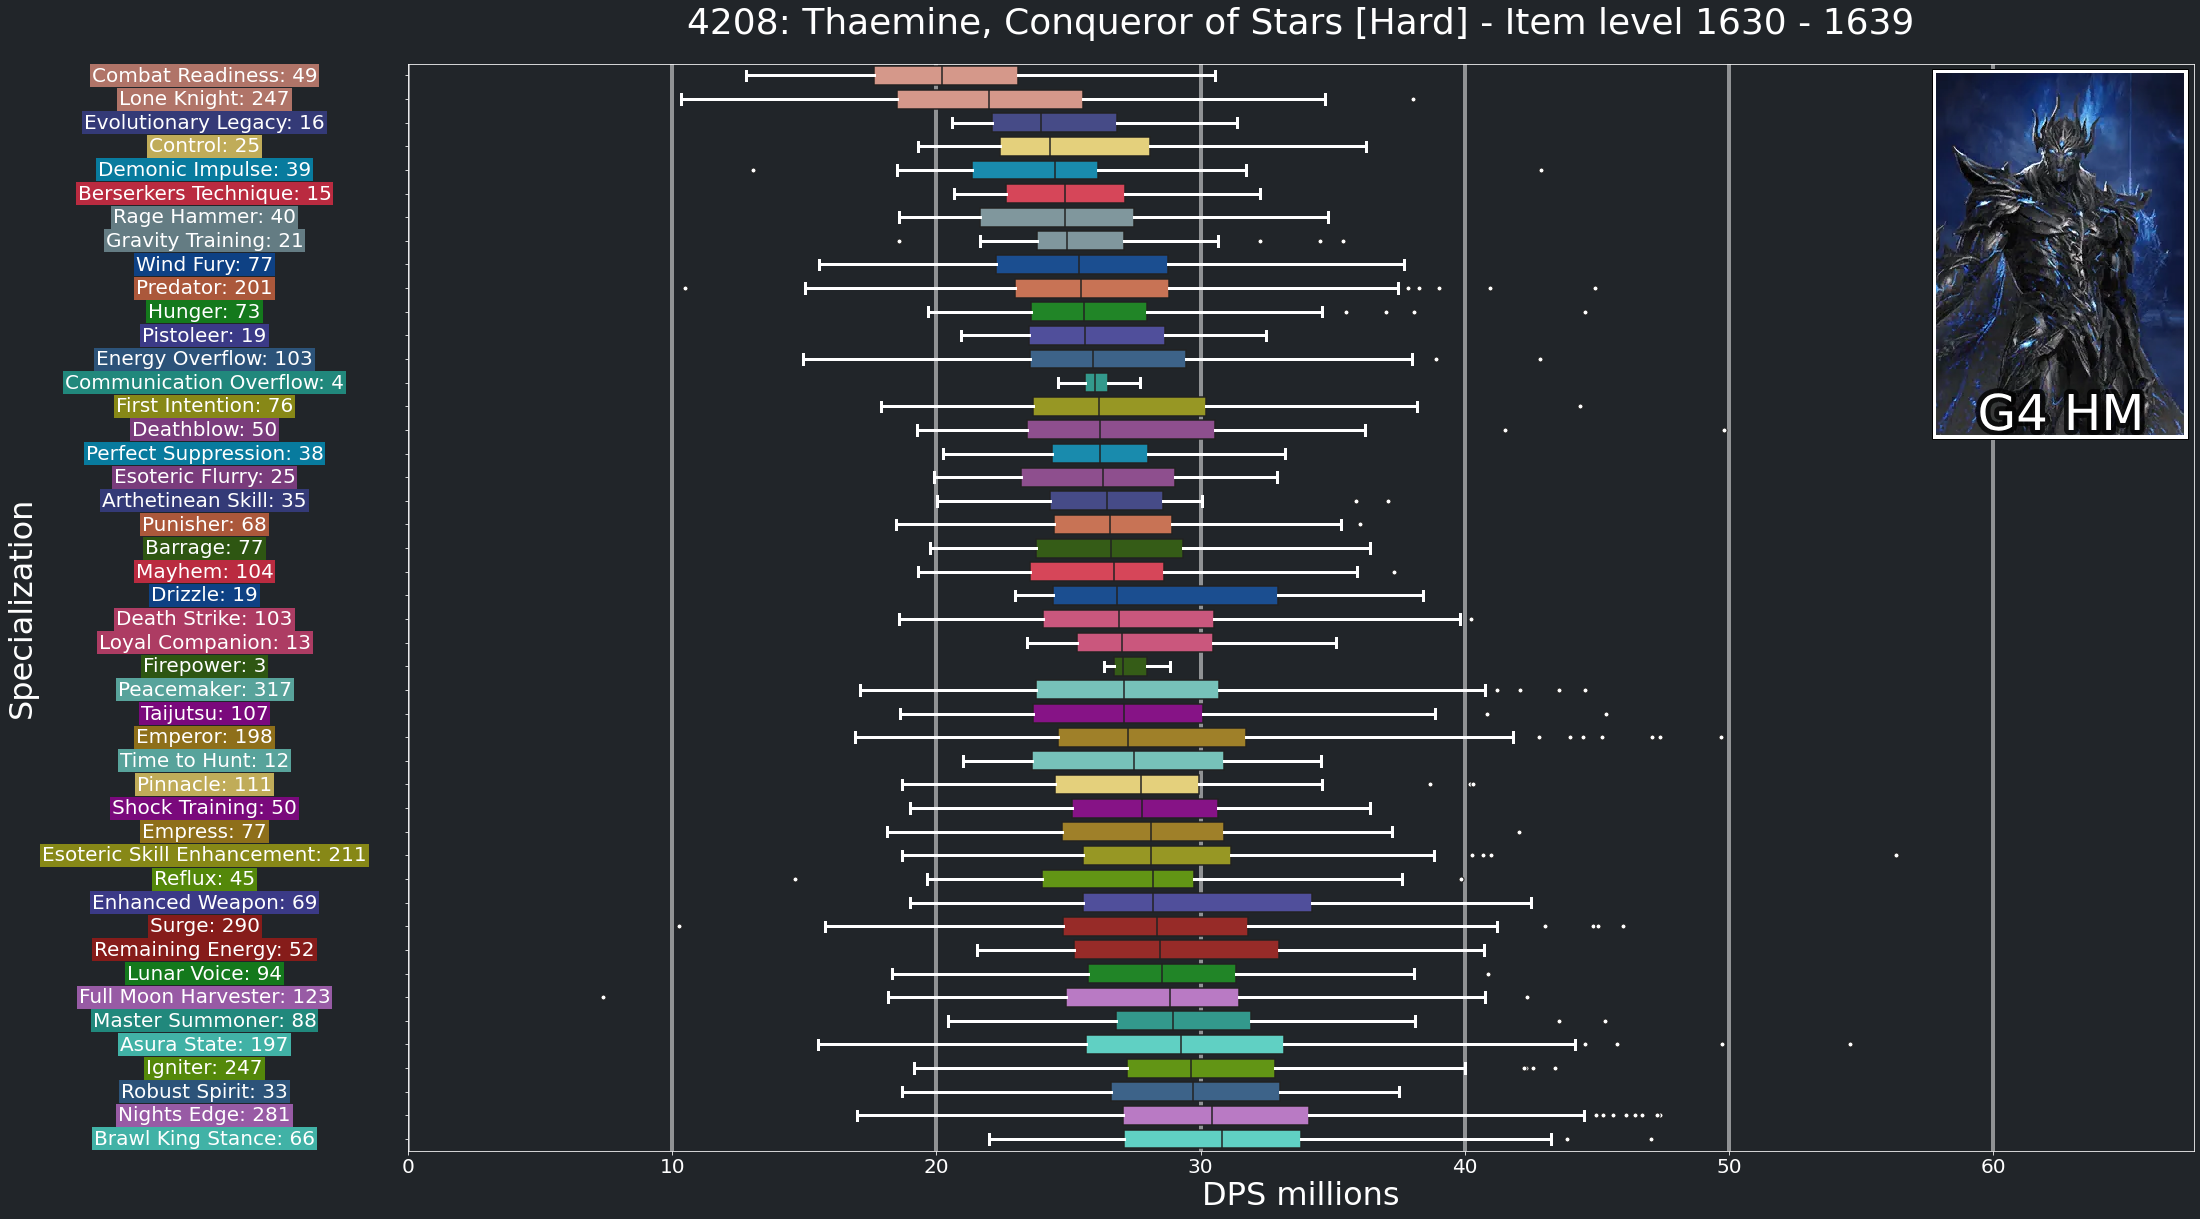 4208: Thaemine, Conqueror of Stars [Hard] - Item level 1630 - 1639
Specialization
Combat Readiness: 49
Lone Knight: 247
Evolutionary Legacy: 16
Control: 25
Demonic Impulse: 39
Berserkers Technique: 15
Rage Hammer: 40
Gravity Training: 21
Wind Fury: 77
Predator: 201
Hunger: 73
Pistoleer: 19
Energy Overflow: 103
Communication Overflow: 4
First Intention: 76
Deathblow: 50
Perfect Suppression: 38
Esoteric Flurry: 25
Arthetinean Skill: 35
Punisher: 68
Barrage: 77
Mayhem: 104
Drizzle: 19
Death Strike: 103
Loyal Companion: 13
Firepower: 3
Peacemaker: 317
Taijutsu: 107
Emperor: 198
Time to Hunt: 12
Pinnacle: 111
Shock Training: 50
Empress: 77
Esoteric Skill Enhancement: 211
Reflux: 45
Enhanced Weapon: 69
Surge: 290
Remaining Energy: 52
Lunar Voice: 94
Full Moon Harvester: 123
Master Summoner: 88
Asura State: 197
Igniter: 247
Robust Spirit: 33
Nights Edge: 281
Brawl King Stance: 66
G4 HM
0 10 20 30 40 50 60
DPS millions